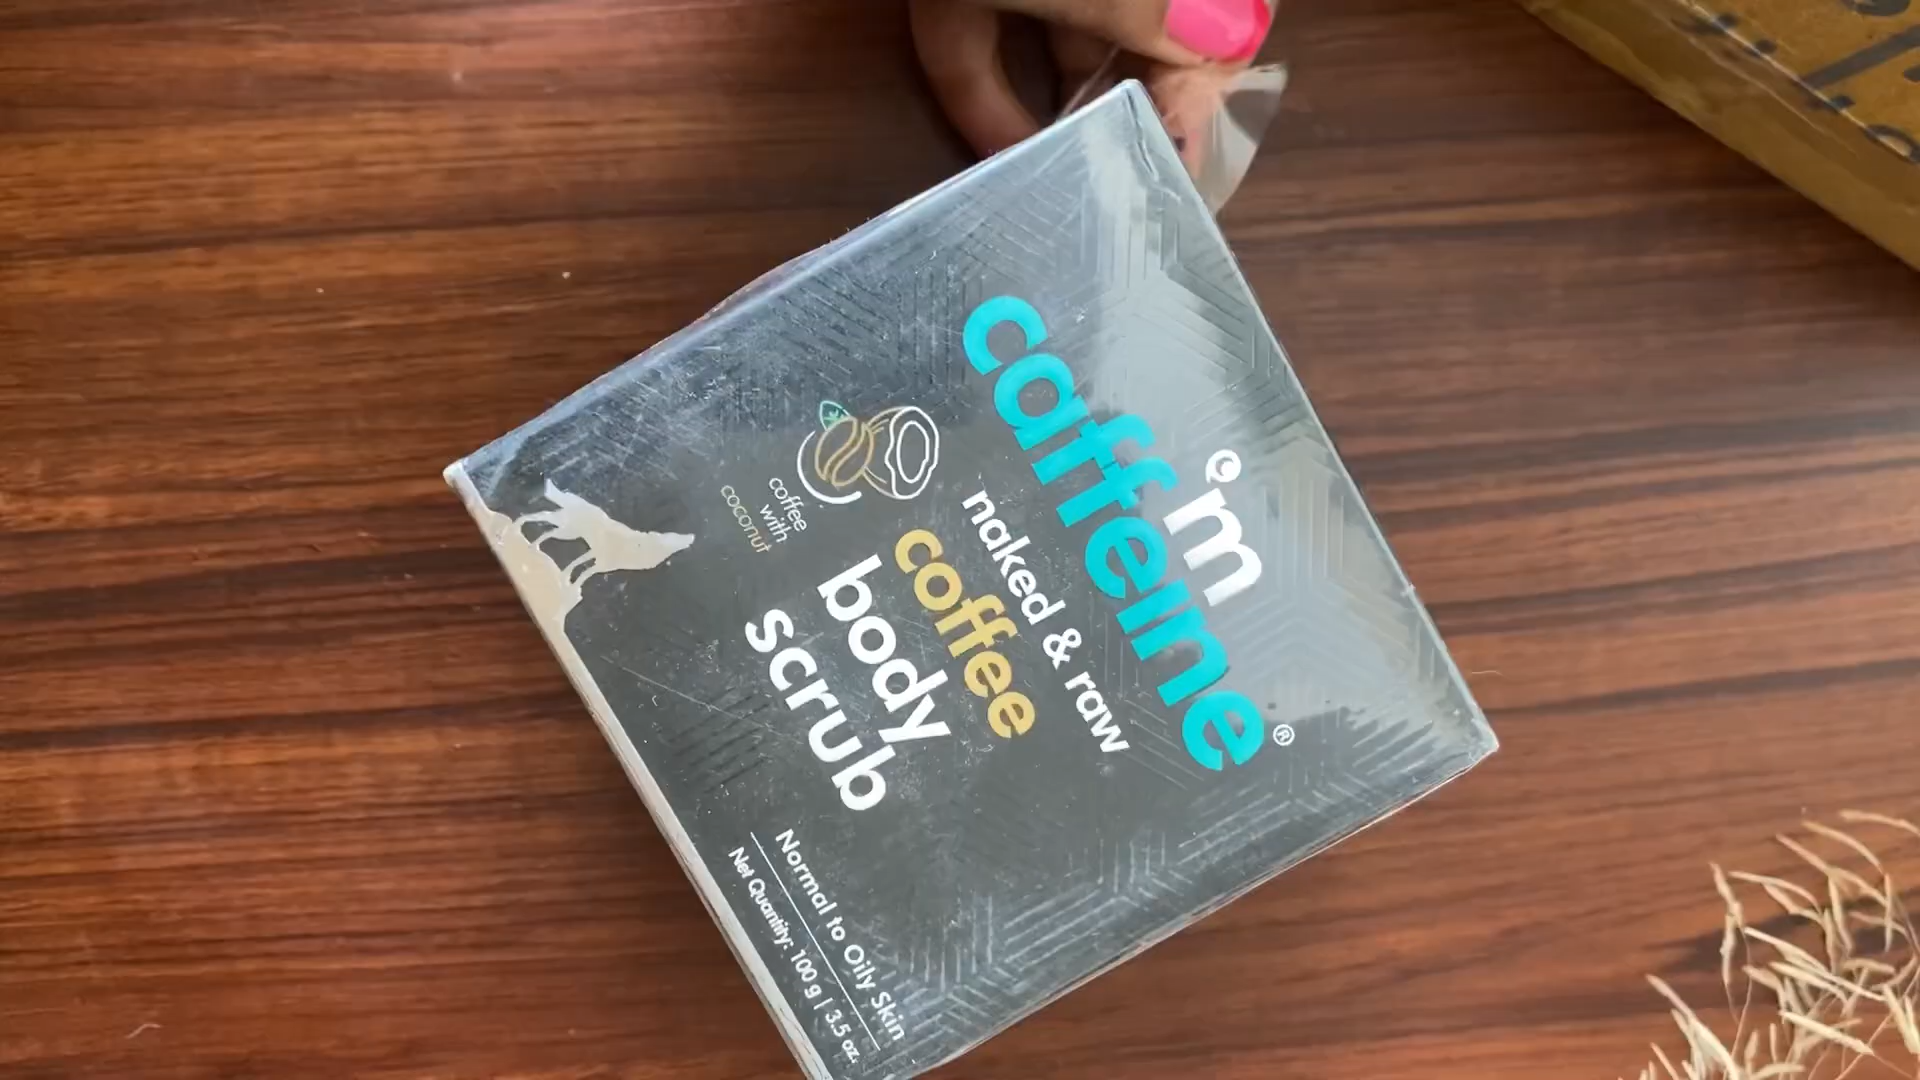 m
caffeine®
naked & raw
coffee
body
scrub
coffee
with
coconut
Normal to Oily Skin
Net Quantity: 100 g | 3.5 oz.